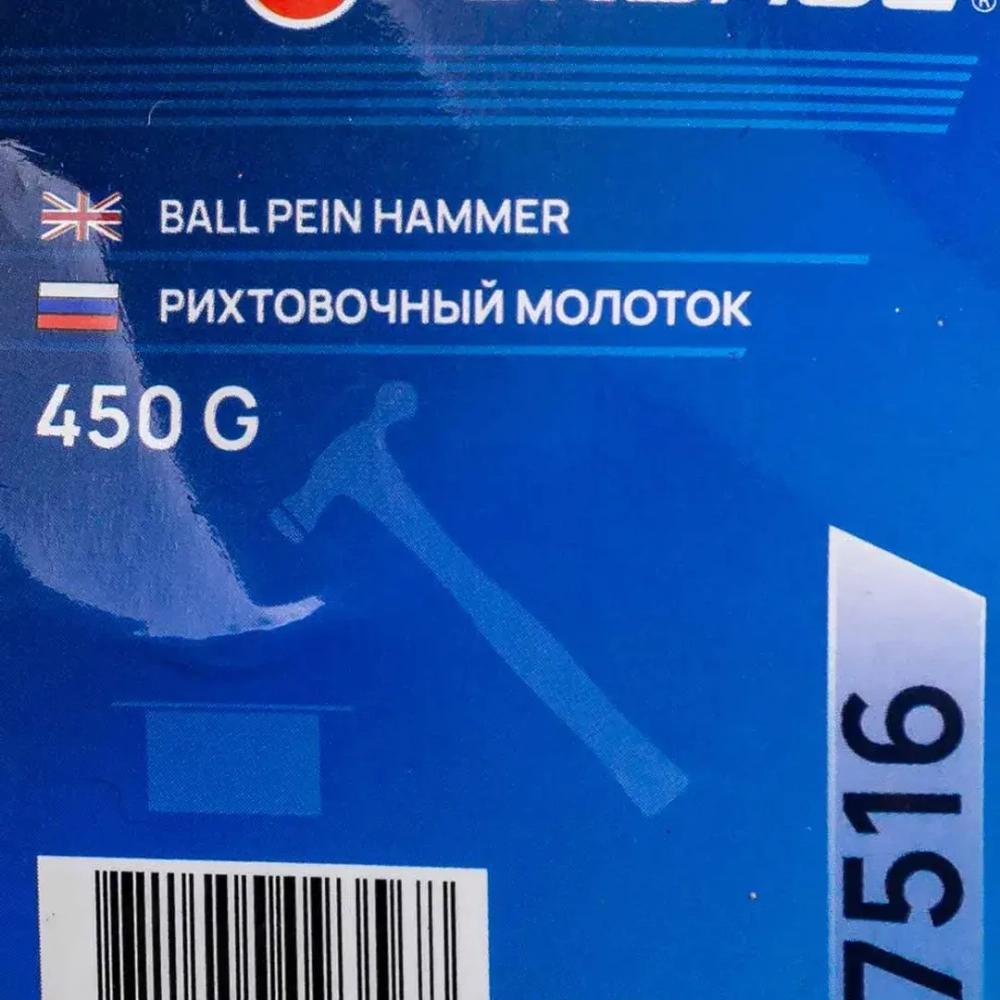 ®
BALL PEIN HAMMER
РИХТОВОЧНЫЙ МОЛОТОК
450 G
7516